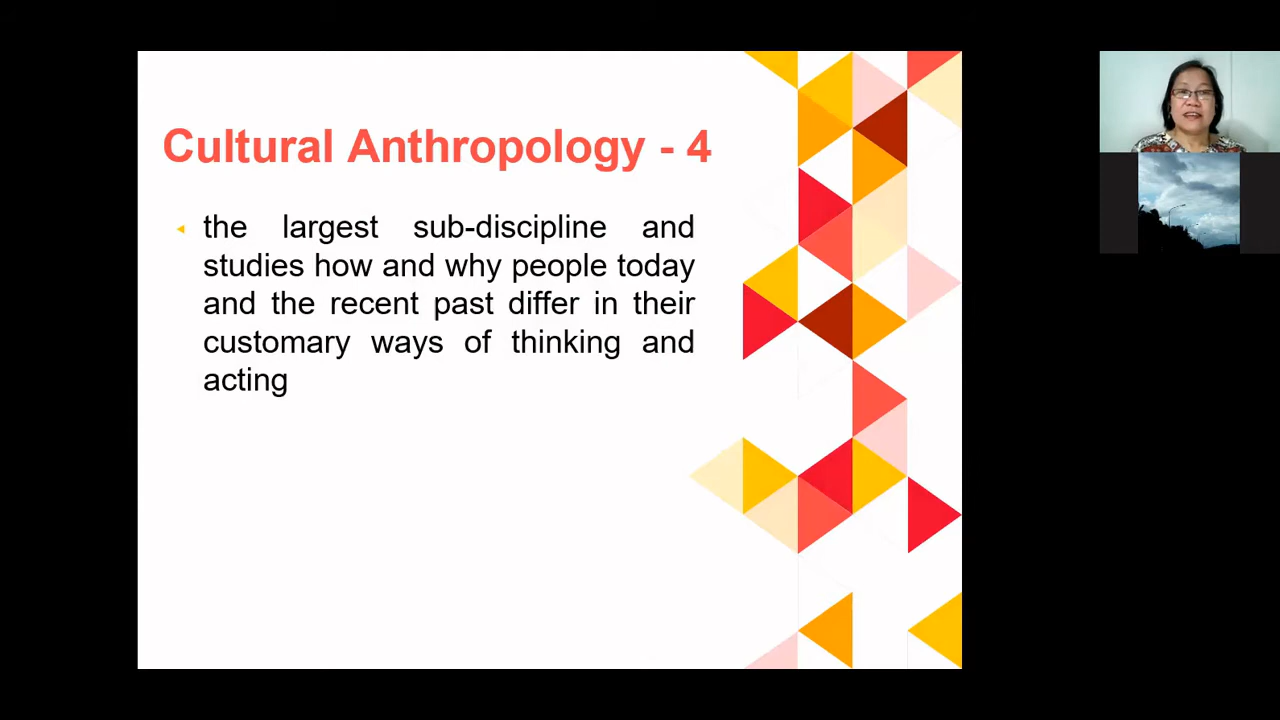 Cultural Anthropology - 4
the largest sub-discipline and
studies how and why people today
and the recent past differ in their
customary ways of thinking and
acting